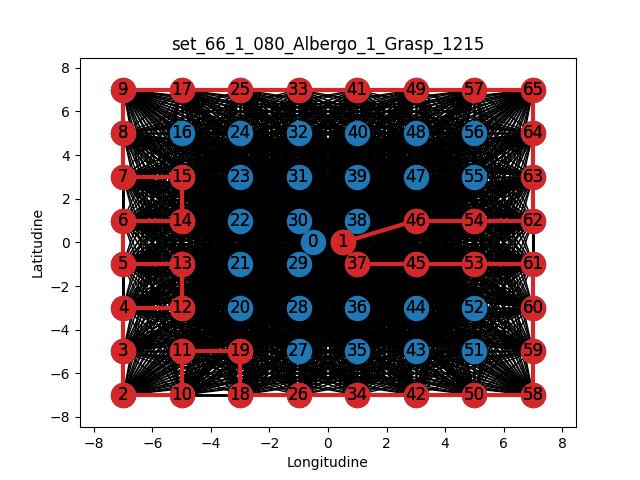 set_66_1_080_Albergo_1_Grasp_1215
8
6
4
2
0
−2
−4
−6
−8
Latitudine
9 17 25 33 41 49 57 65
8 16 24 32 40 48 56 64
7 15 23 31 39 47 55 63
6 14 22 30 38 46 54 62
0 1
5 13 21 29 37 45 53 61
4 12 20 28 36 44 52 60
3 11 19 27 35 43 51 59
2 10 18 26 34 42 50 58
−8 −6 −4 −2 0 2 4 6 8
Longitudine